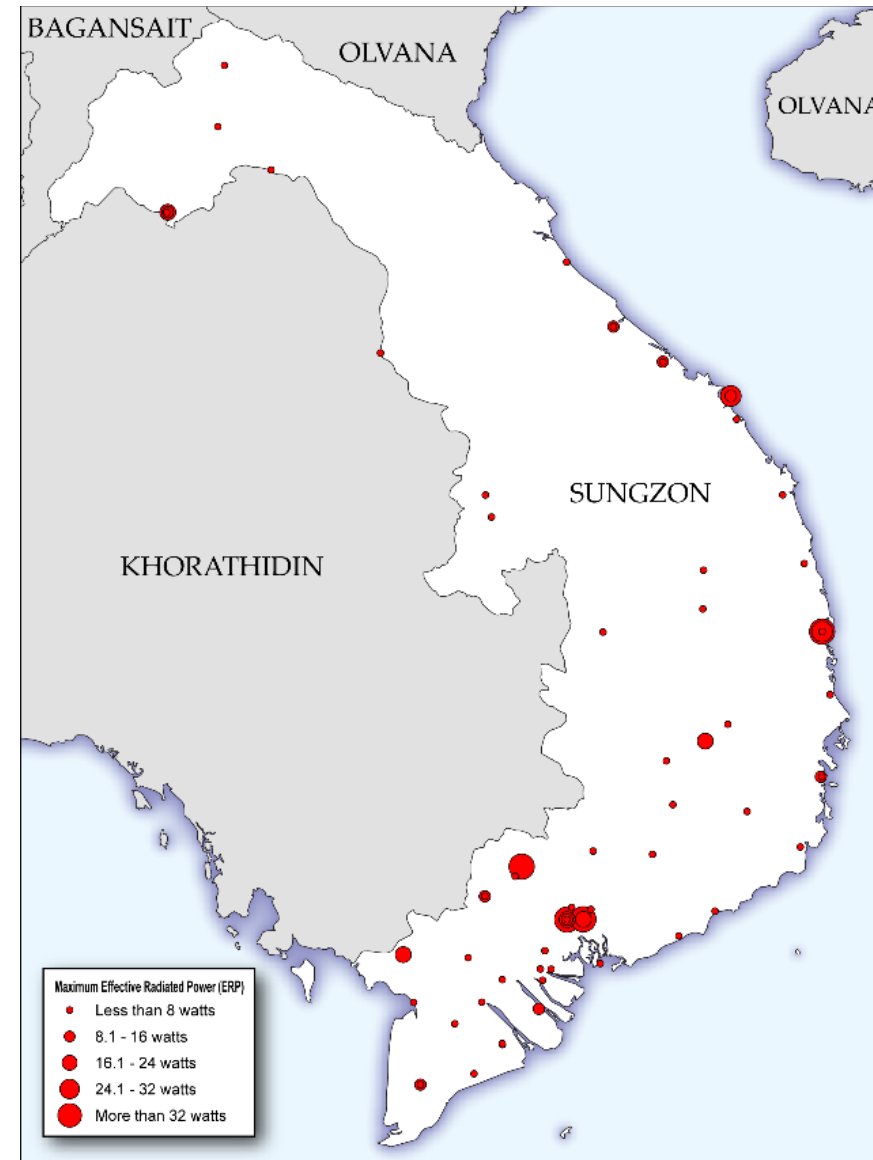 BAGANSAIT
OLVANA
OLVANA
SUNGZON
KHORATHIDIN
Maximum Effective Radiated Power (ERP)
Less than 8 watts
8.1 - 16 watts
16.1 - 24 watts
24.1 - 32 watts
More than 32 watts